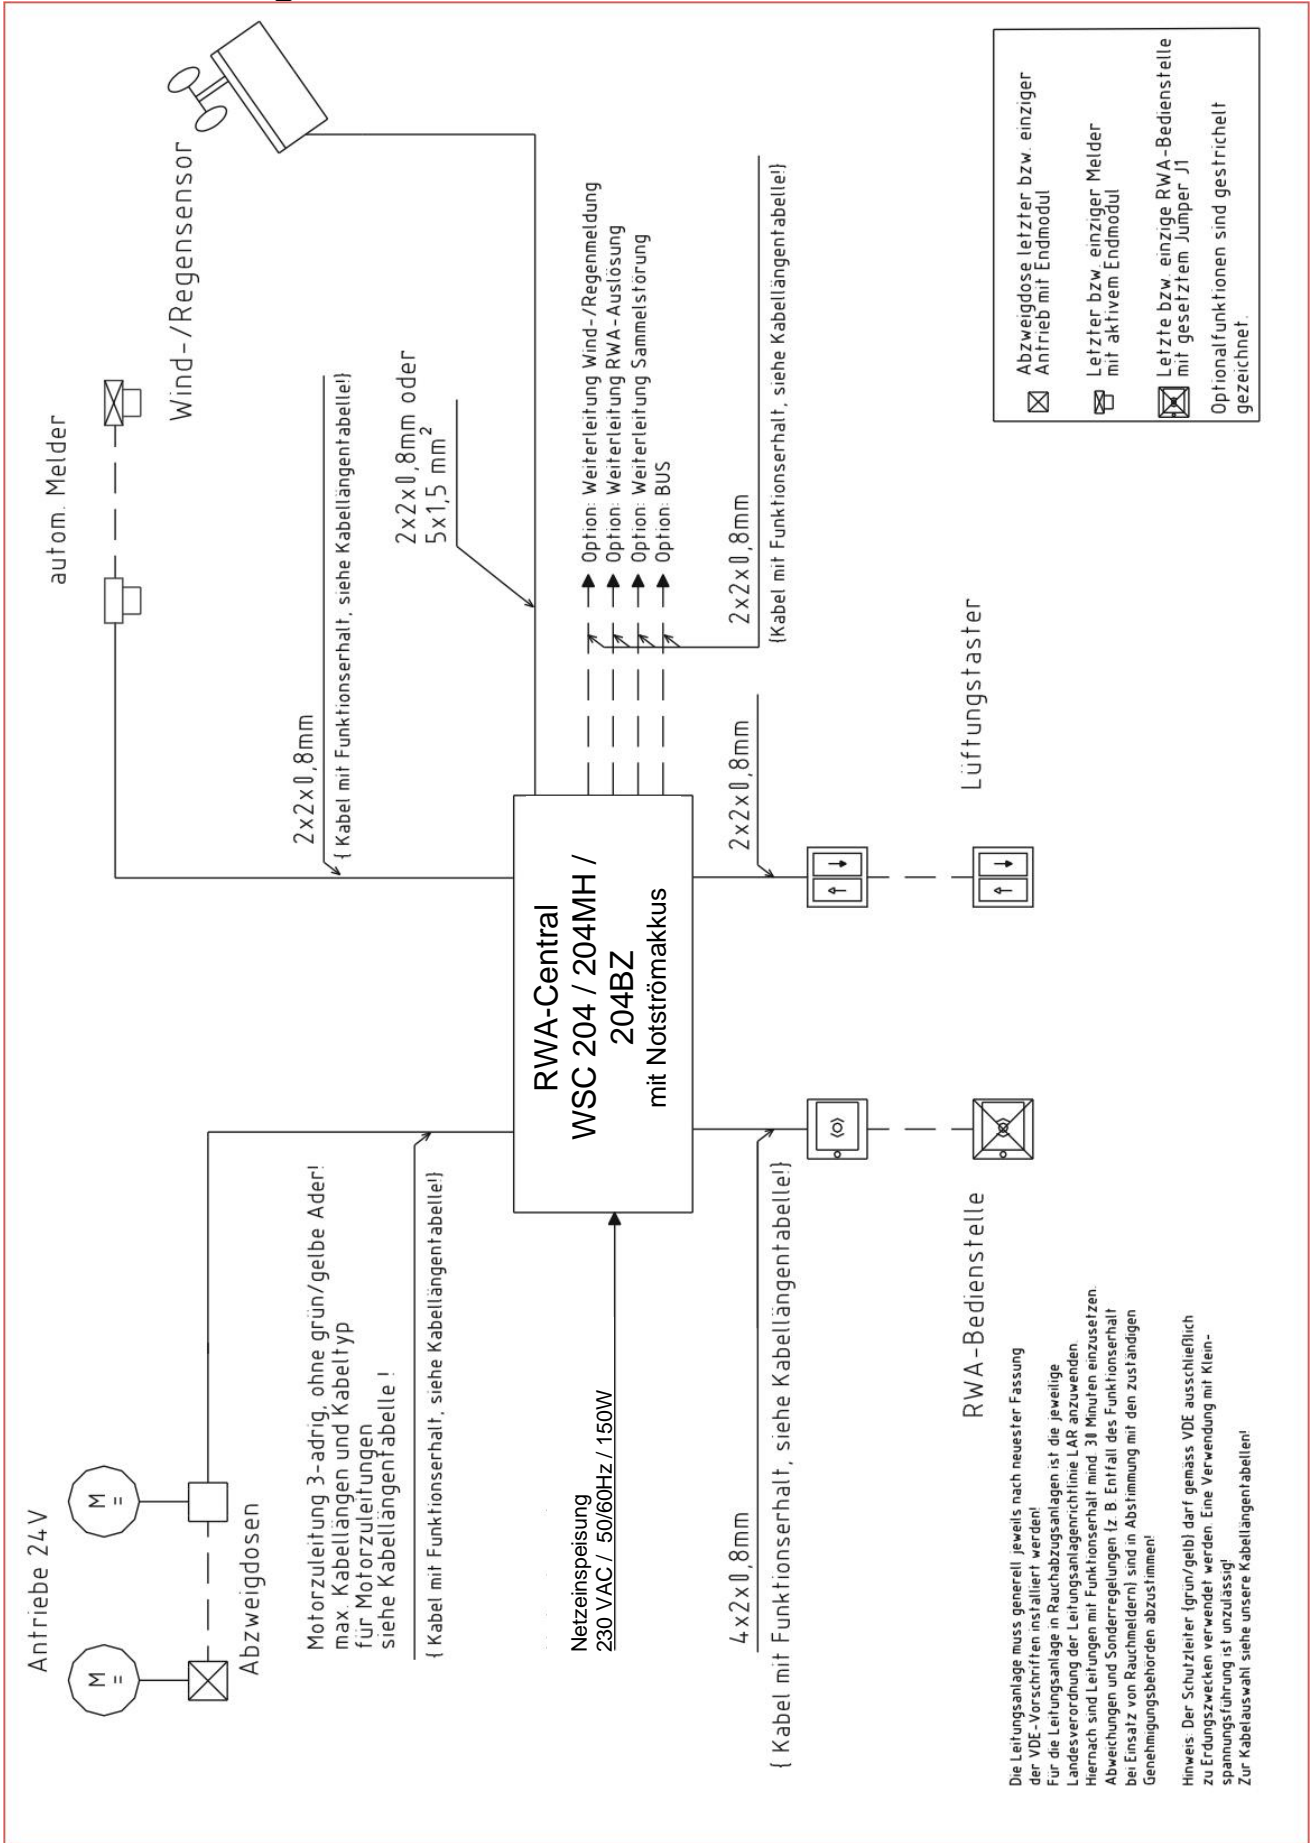 Antriebe 24V
Abzweigdosen
M
=
M
=
Motorzuleitung 3-adrig, ohne grün/gelbe Ader!
max. Kabellängen und Kabeltyp
für Motorzuleitungen
siehe Kabellängentabelle !
{ Kabel mit Funktionserhalt, siehe Kabellängentabelle!}
autom. Melder
2x2x0,8mm
{ Kabel mit Funktionserhalt, siehe Kabellängentabelle!}
Wind-/Regensensor
2x2x0,8mm oder
5x1,5 mm²
Netzeinspeisung
230 VAC / 50/60Hz / 150W
RWA-Central
WSC 204 / 204MH /
204BZ
mit Notströmakkus
Option: Weiterleitung Wind-/Regenmeldung
Option: Weiterleitung RWA-Auslösung
Option: Weiterleitung Sammelstörung
Option: BUS
2x2x0,8mm
{Kabel mit Funktionserhalt, siehe Kabellängentabelle!}
4x2x0,8mm
{ Kabel mit Funktionserhalt, siehe Kabellängentabelle!}
RWA-Bedienstelle
2x2x0,8mm
Lüftungstaster
Die Leitungsanlage muss generell jeweils nach neuester Fassung
der VDE-Vorschriften installiert werden!
Für die Leitungsanlage in Rauchabzugsanlagen ist die jeweilige
Landesverordnung der Leitungsanlagenrichtlinie LAR anzuwenden.
Hiernach sind Leitungen mit Funktionserhalt mind. 30 Minuten einzusetzen.
Abweichungen und Sonderregelungen (z. B. Entfall des Funktionserhalt
bei Einsatz von Rauchmeldern) sind in Abstimmung mit den zuständigen
Genehmigungsbehörden abzustimmen!
Hinweis: Der Schutzleiter (grün/gelb) darf gemäss VDE ausschließlich
zu Erdungszwecken verwendet werden. Eine Verwendung mit Klein-
spannungsführung ist unzulässig!
Zur Kabelauswahl siehe unsere Kabellängentabellen!
Abzweigdose letzter bzw. einziger
Antrieb mit Endmodul
Letzter bzw. einziger Melder
mit aktivem Endmodul
Letzte bzw. einzige RWA-Bedienstelle
mit gesetztem Jumper J1
Optionalfunktionen sind gestrichelt
gezeichnet.